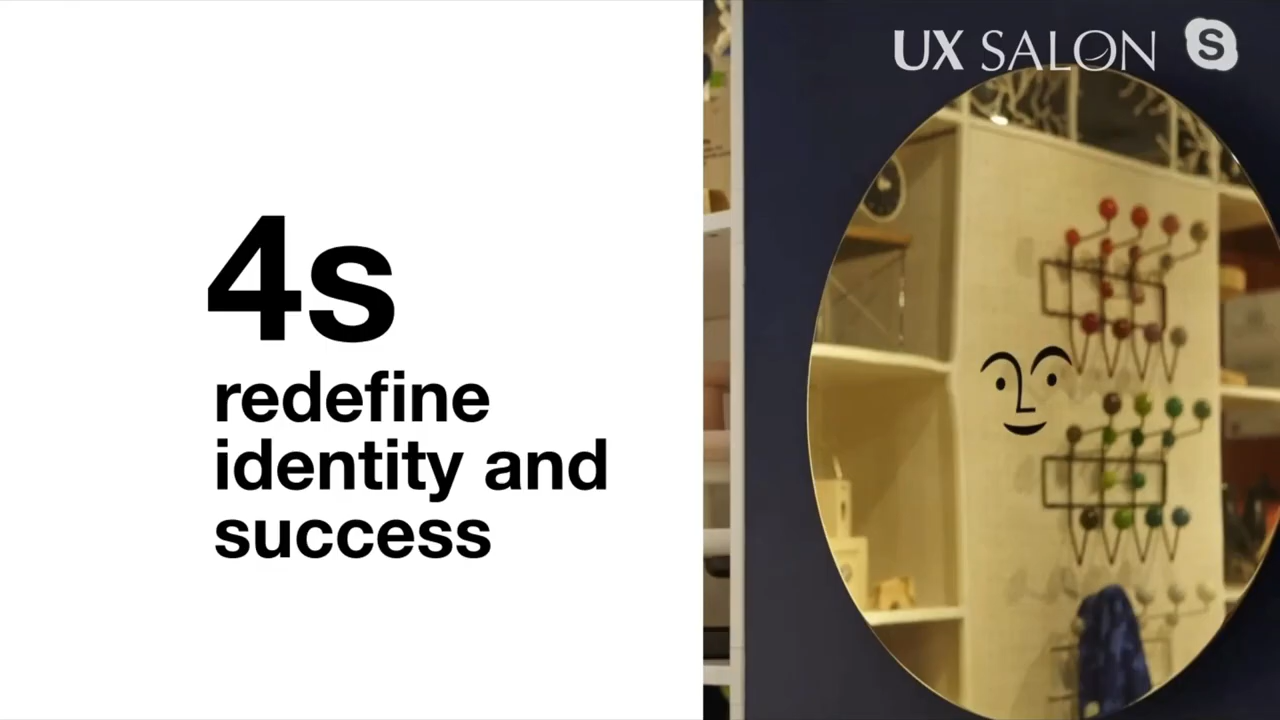 4s
redefine
identity and
success
UX SALON
S